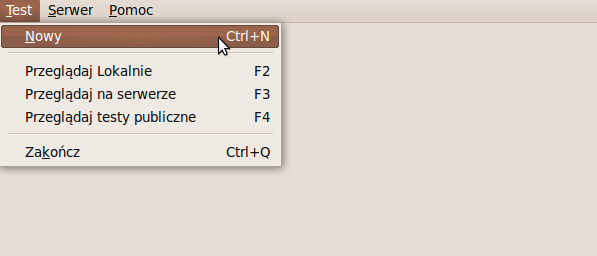 Test Serwer Pomoc
Nowy Ctrl+N
Przeglądaj Lokalnie F2
Przeglądaj na serwerze F3
Przeglądaj testy publiczne F4
Zakończ Ctrl+Q